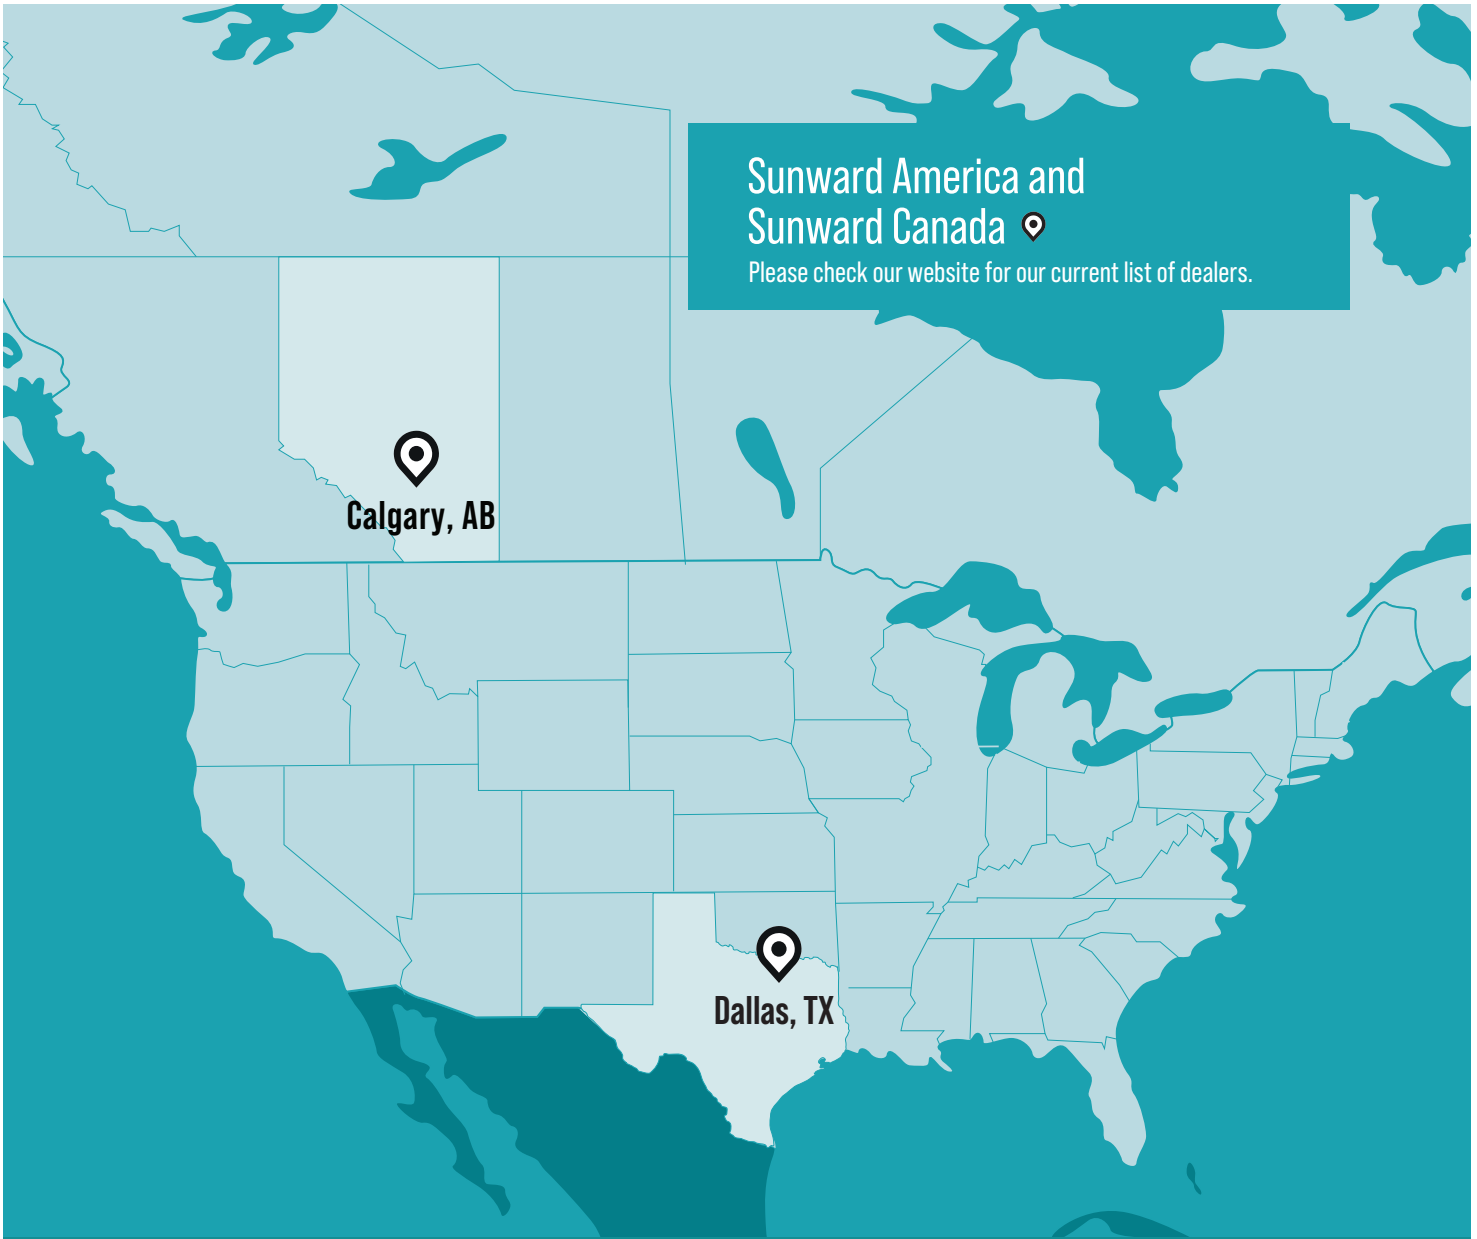 Sunward America and
Sunward Canada
Please check our website for our current list of dealers.
Calgary, AB
Dallas, TX